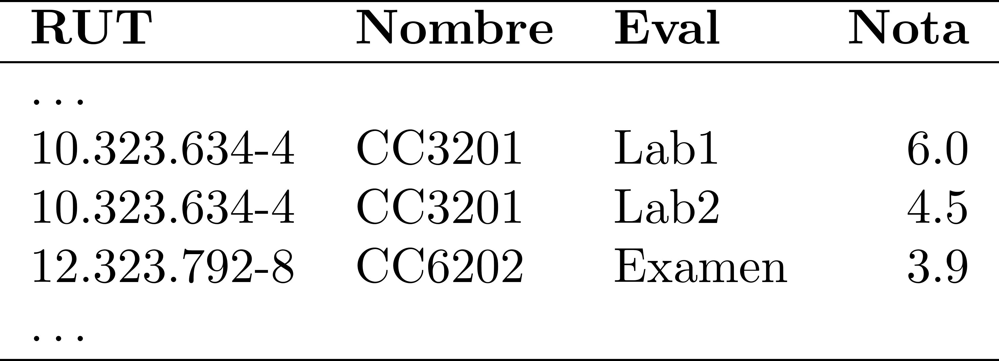 RUT Nombre Eval Nota
...
10.323.634-4 CC3201 Lab1 6.0
10.323.634-4 CC3201 Lab2 4.5
12.323.792-8 CC6202 Examen 3.9
...